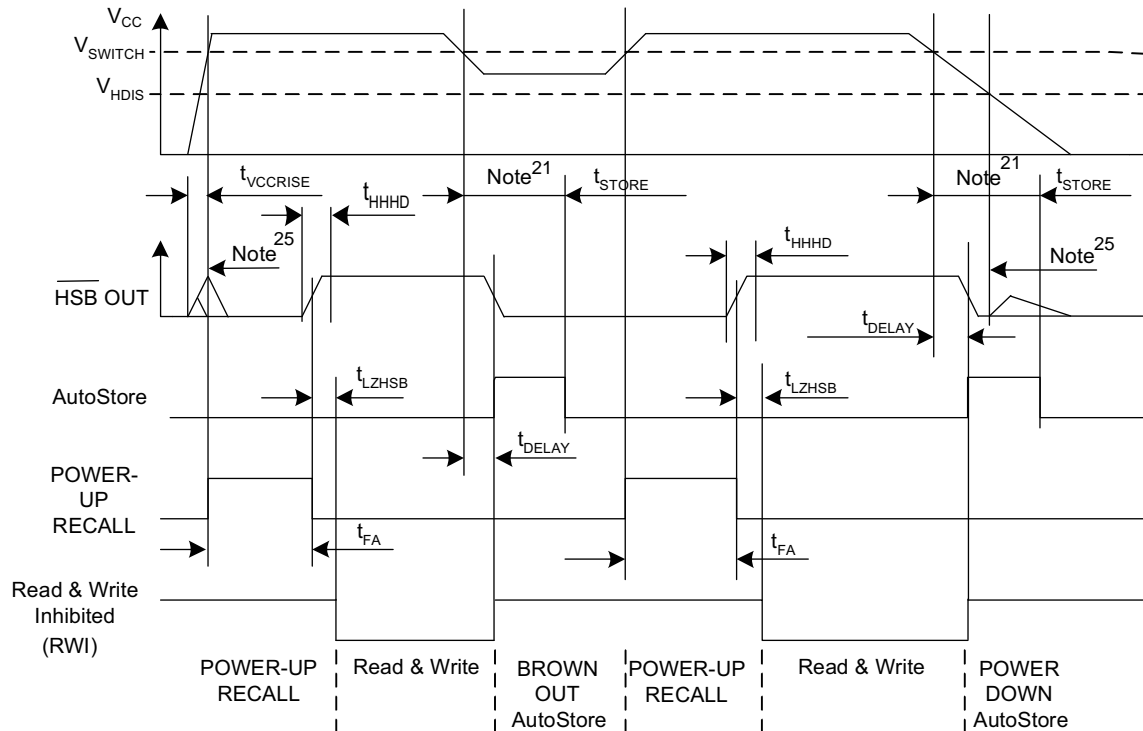 VCC
VSWITCH
VHDIS
tVCCRISE
Note21
tSTORE
Note21
tSTORE
tHHHD
Note25
tHHHD
Note25
HSB OUT
tDELAY
tLZHSB
tLZHSB
AutoStore
tDELAY
POWER-
UP
RECALL
tFA
tFA
Read & Write
Inhibited
(RWI)
POWER-UP
RECALL
Read & Write
BROWN
OUT
AutoStore
POWER-UP
RECALL
Read & Write
POWER
DOWN
AutoStore